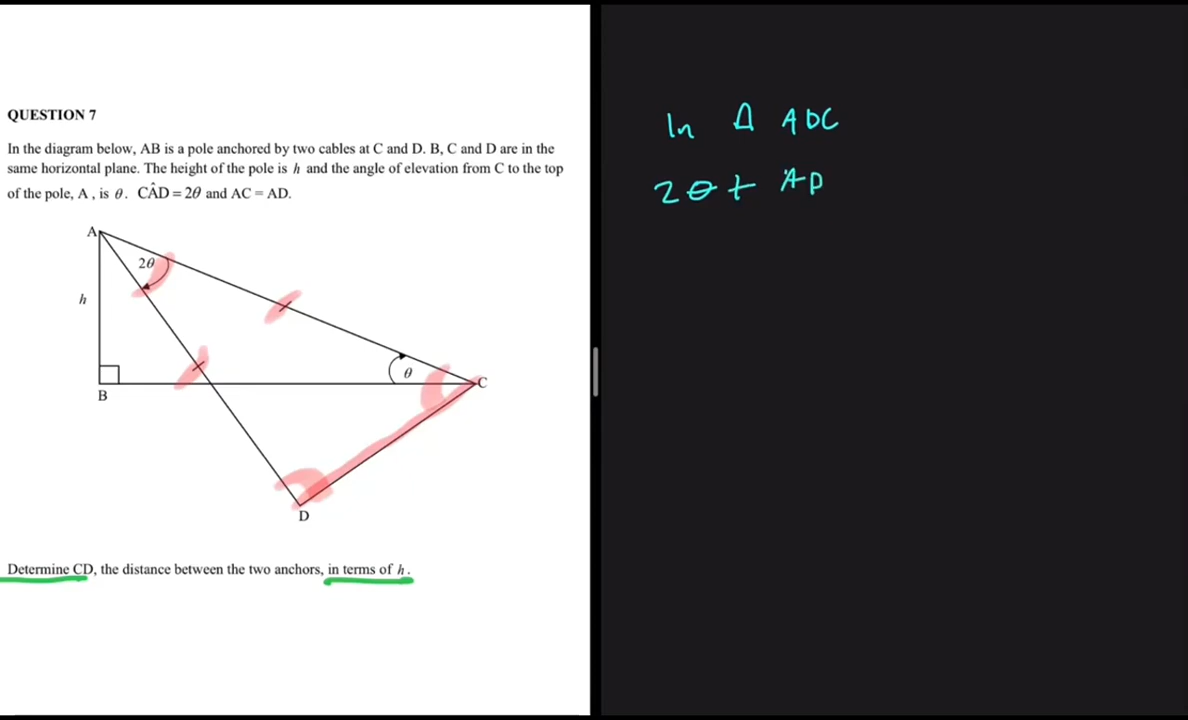 QUESTION 7
In the diagram below, AB is a pole anchored by two cables at C and D. B, C and D are in the
same horizontal plane. The height of the pole is h and the angle of elevation from C to the top
of the pole, A , is θ. CÂD = 2θ and AC = AD.
A
2θ
h
θ
C
B
D
Determine CD, the distance between the two anchors, in terms of h.
In Δ ADC
2θ + AD